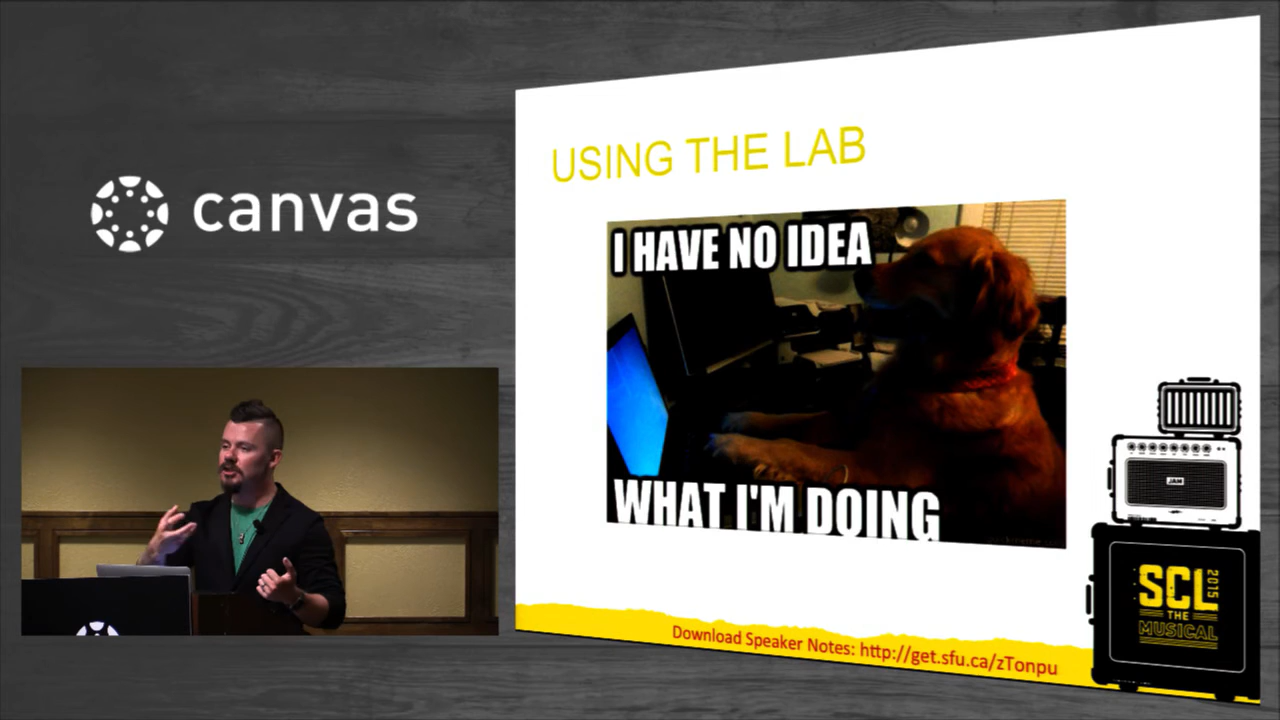 canvas
USING THE LAB
I HAVE NO IDEA
WHAT I'M DOING
JAM
SCL
2015
THE
MUSICAL
Download Speaker Notes: http://get.sfu.ca/zTonpu